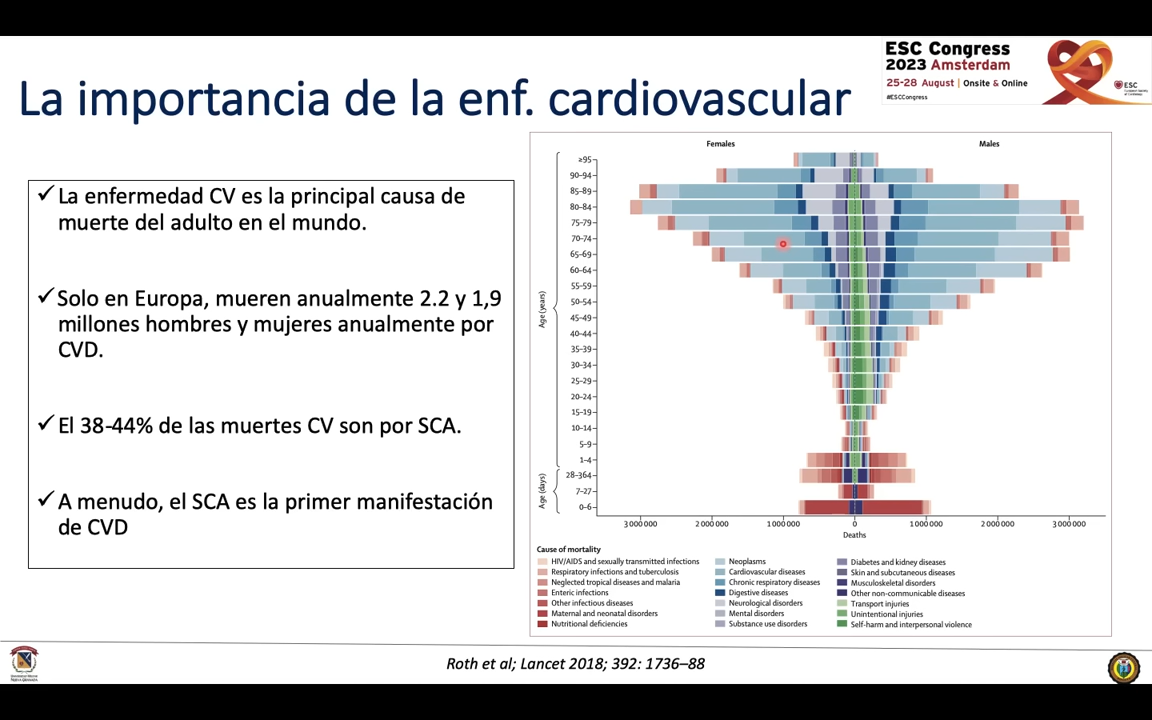 ESC Congress
2023 Amsterdam
25-28 August | Onsite & Online
#ESCCongress
ESC
La importancia de la enf. cardiovascular
✓ La enfermedad CV es la principal causa de
muerte del adulto en el mundo.
✓ Solo en Europa, mueren anualmente 2.2 y 1,9
millones hombres y mujeres anualmente por
CVD.
✓ El 38-44% de las muertes CV son por SCA.
✓ A menudo, el SCA es la primer manifestación
de CVD
Females
Males
Age (years)
≥95
90–94
85–89
80–84
75–79
70–74
65–69
60–64
55–59
50–54
45–49
40–44
35–39
30–34
25–29
20–24
15–19
10–14
5–9
1–4
Age (days)
28–364
7–27
0–6
3 000 000
2 000 000
1 000 000
0
1 000 000
2 000 000
3 000 000
Deaths
Cause of mortality
HIV/AIDS and sexually transmitted infections
Respiratory infections and tuberculosis
Neglected tropical diseases and malaria
Enteric infections
Other infectious diseases
Maternal and neonatal disorders
Nutritional deficiencies
Neoplasms
Cardiovascular diseases
Chronic respiratory diseases
Digestive diseases
Neurological disorders
Mental disorders
Substance use disorders
Diabetes and kidney diseases
Skin and subcutaneous diseases
Musculoskeletal disorders
Other non-communicable diseases
Transport injuries
Unintentional injuries
Self-harm and interpersonal violence
Roth et al; Lancet 2018; 392: 1736–88